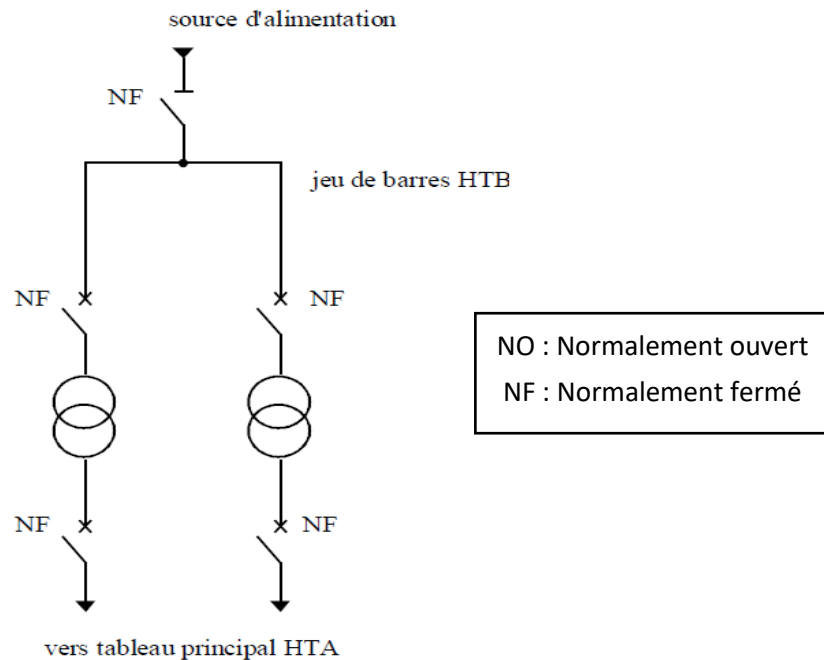 source d'alimentation
NF
jeu de barres HTB
NF
NF
NO : Normalement ouvert
NF : Normalement fermé
NF
NF
vers tableau principal HTA